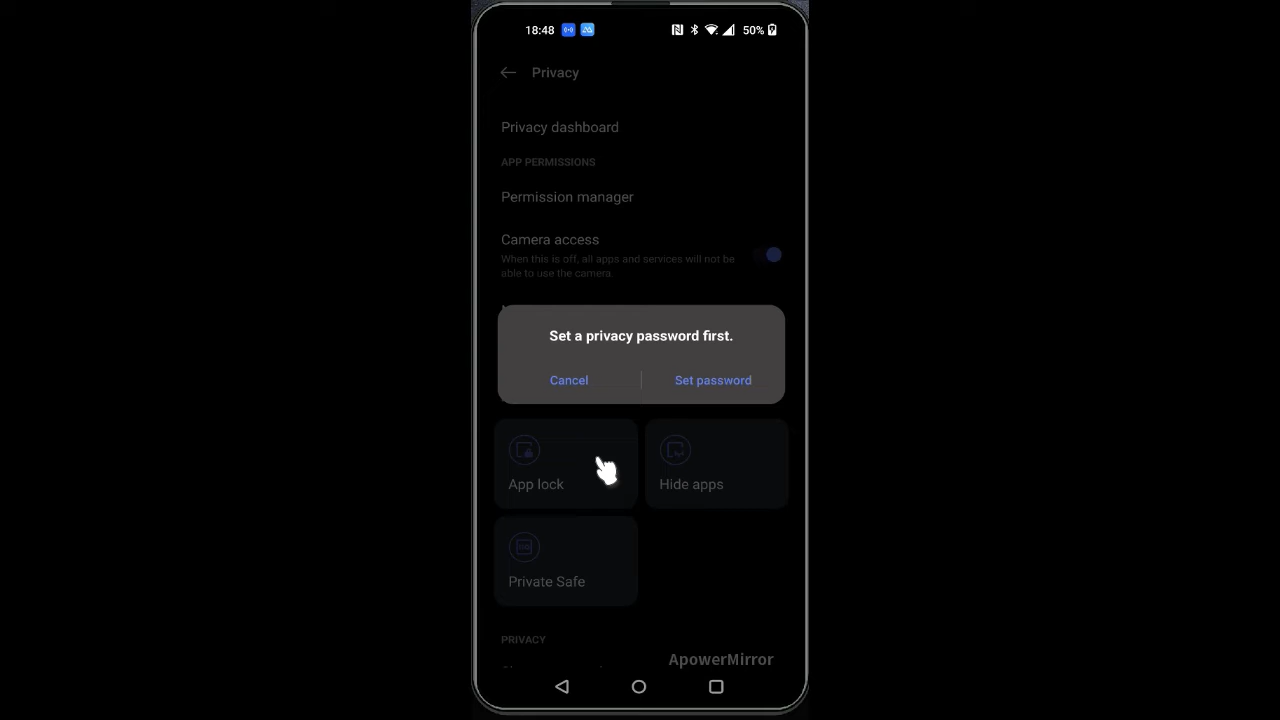 18:48
50%
Privacy
Privacy dashboard
APP PERMISSIONS
Permission manager
Camera access
When this is off, all apps and services will not be
able to use the camera.
Set a privacy password first.
Cancel
Set password
App lock
Hide apps
Private Safe
PRIVACY
ApowerMirror